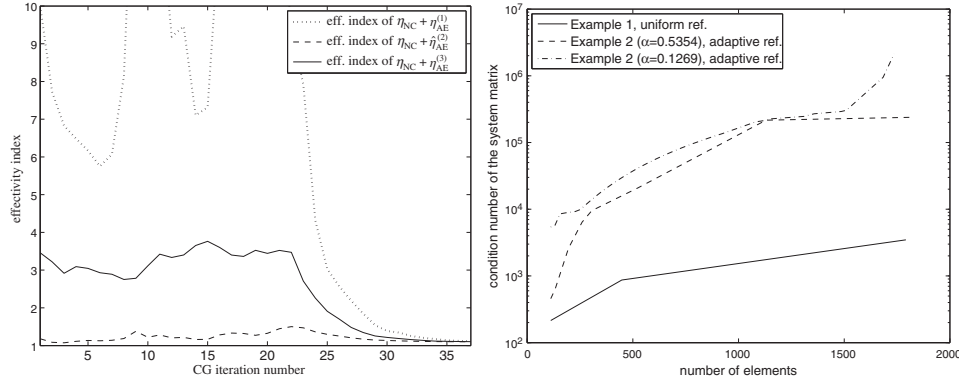 eff. index of η_NC + η_AE^(1)
eff. index of η_NC + η̂_AE^(2)
eff. index of η_NC + η_AE^(3)
effectivity index
10
9
8
7
6
5
4
3
2
1
5
10
15
20
25
30
35
CG iteration number
Example 1, uniform ref.
Example 2 (α=0.5354), adaptive ref.
Example 2 (α=0.1269), adaptive ref.
condition number of the system matrix
10^7
10^6
10^5
10^4
10^3
10^2
0
500
1000
1500
2000
number of elements